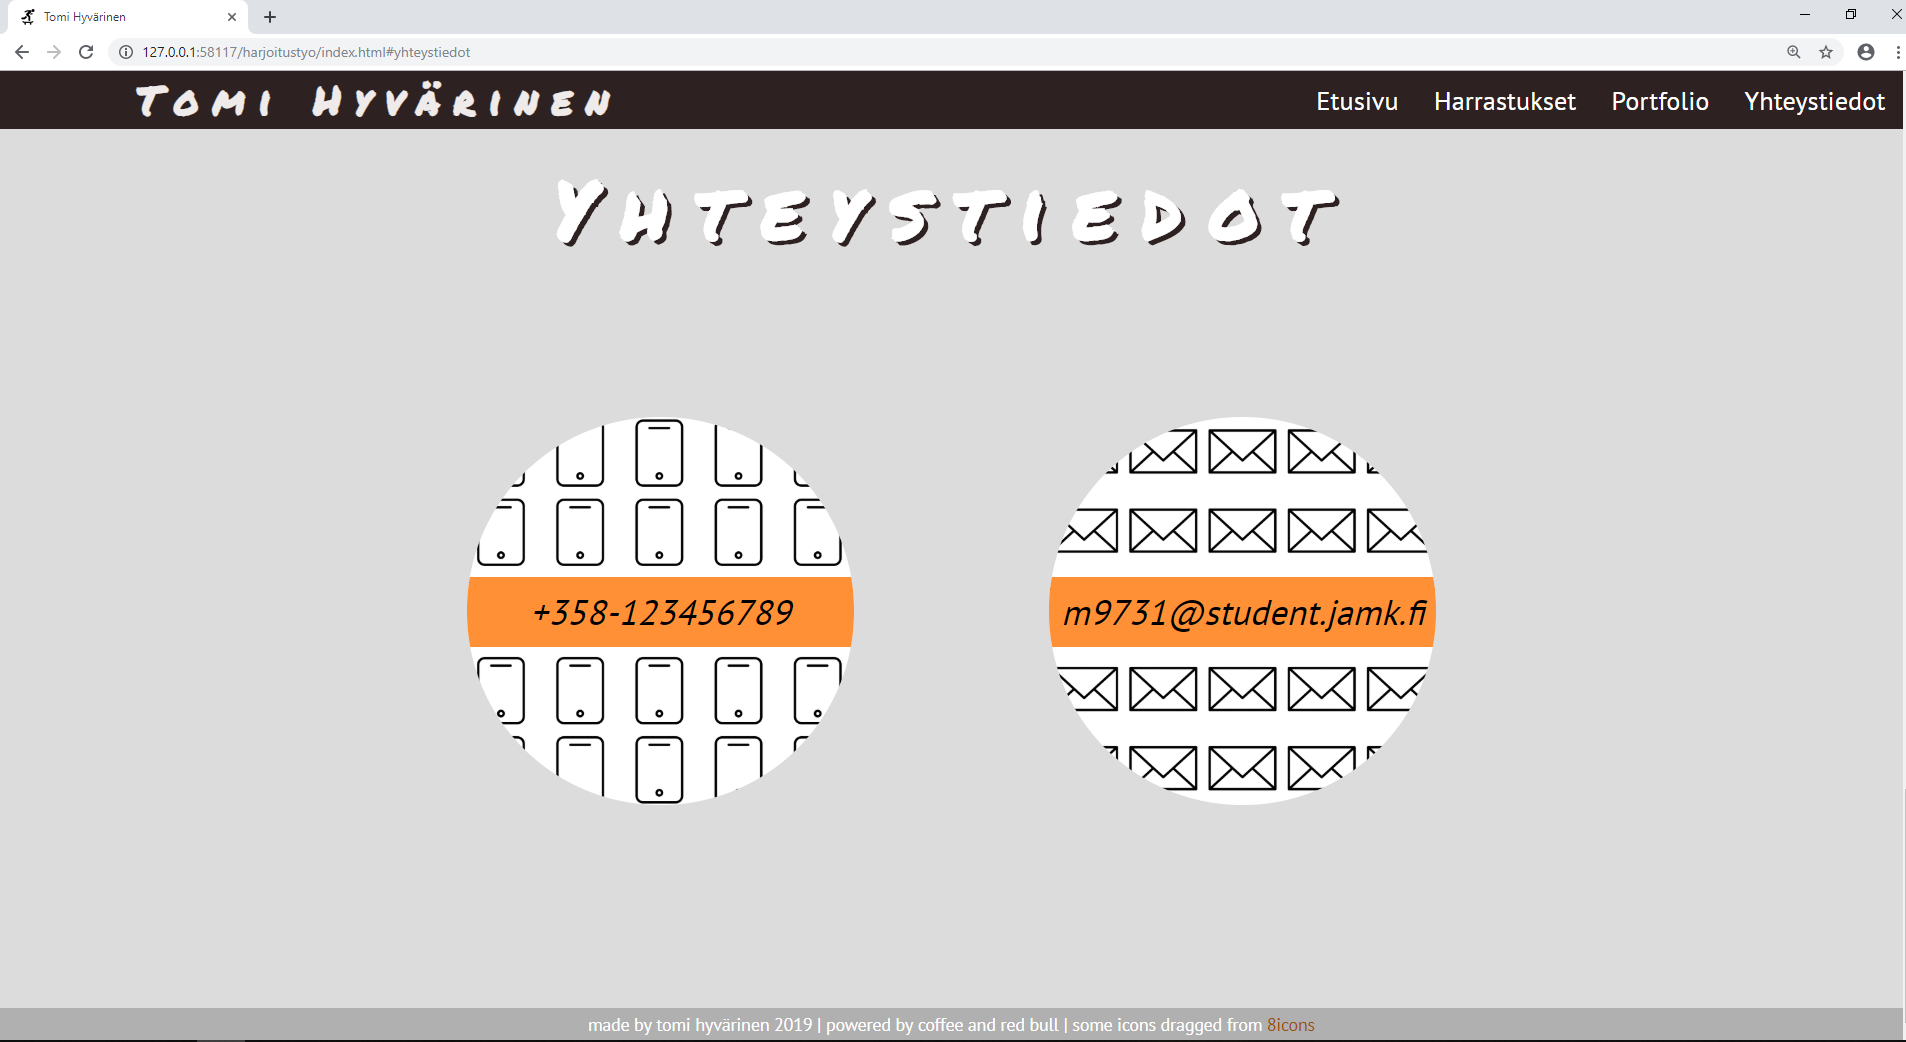 Tomi Hyvärinen
127.0.0.1:58117/harjoitustyo/index.html#yhteystiedot
Tomi Hyvärinen
Etusivu Harrastukset Portfolio Yhteystiedot
Yhteystiedot
+358-123456789
m9731@student.jamk.fi
made by tomi hyvärinen 2019 | powered by coffee and red bull | some icons dragged from 8icons